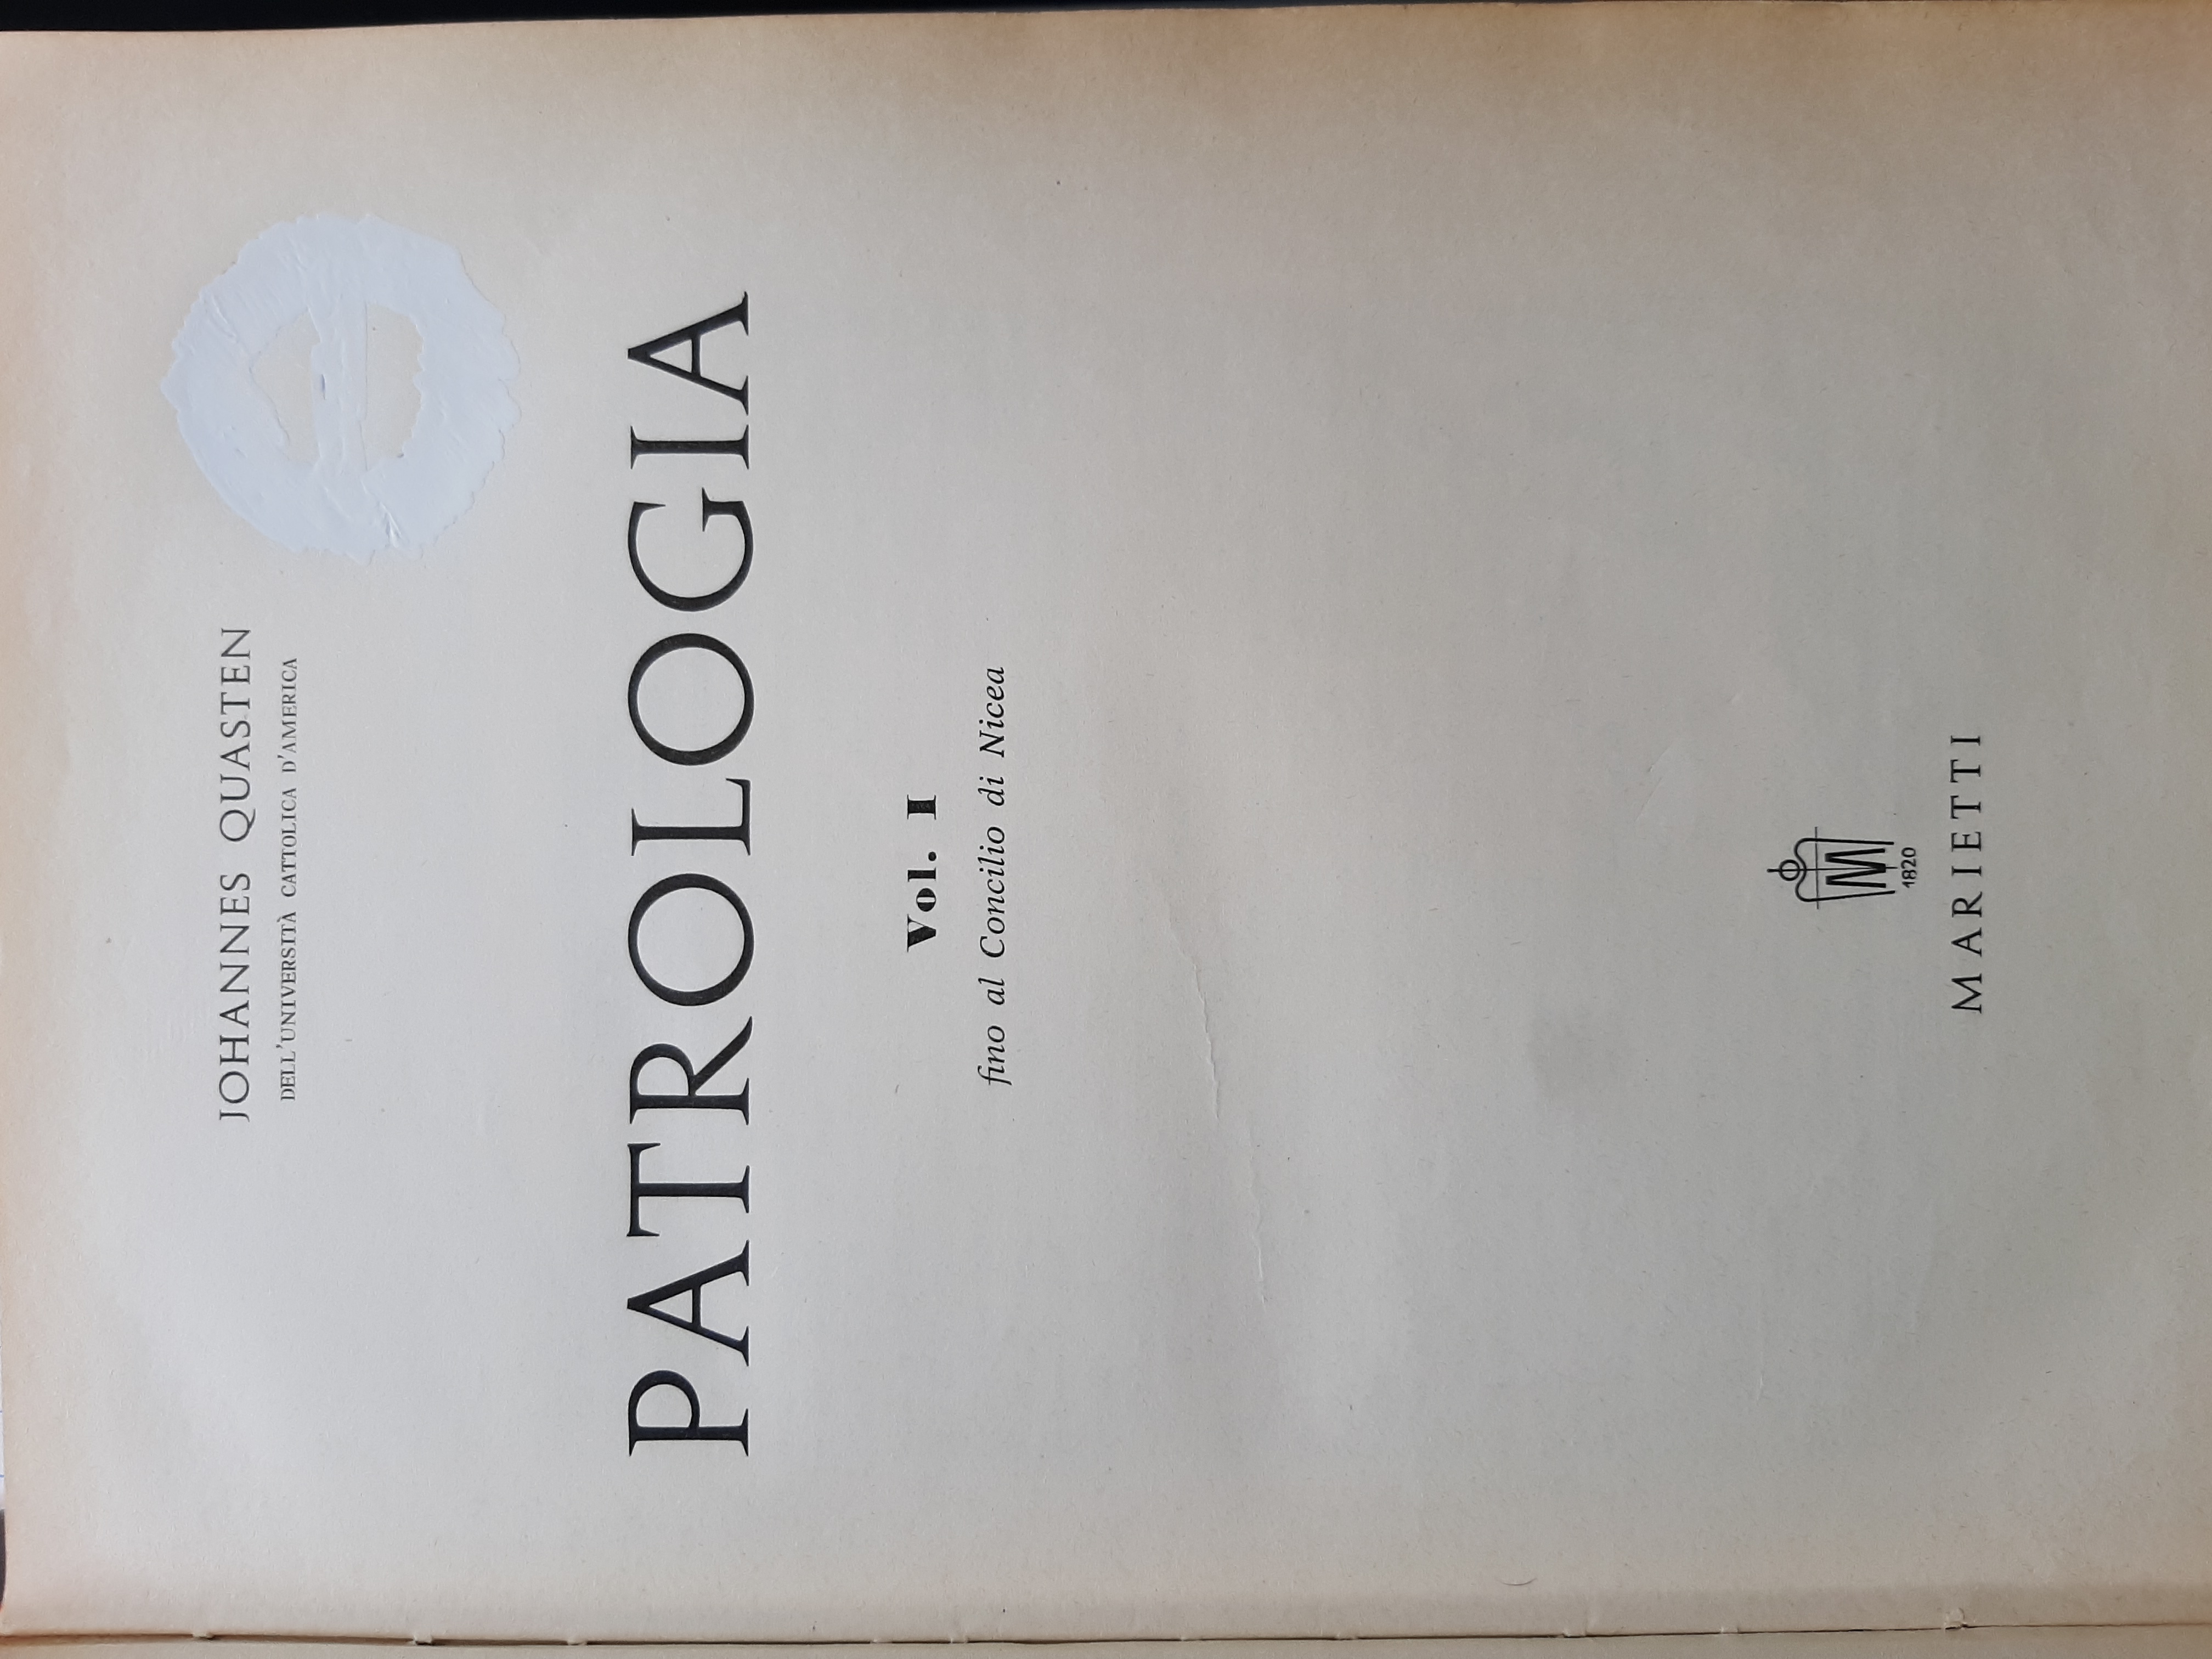 JOHANNES QUASTEN
DELL'UNIVERSITÀ CATTOLICA D'AMERICA
PATROLOGIA
Vol. I
fino al Concilio di Nicea
M
1820
MARIETTI